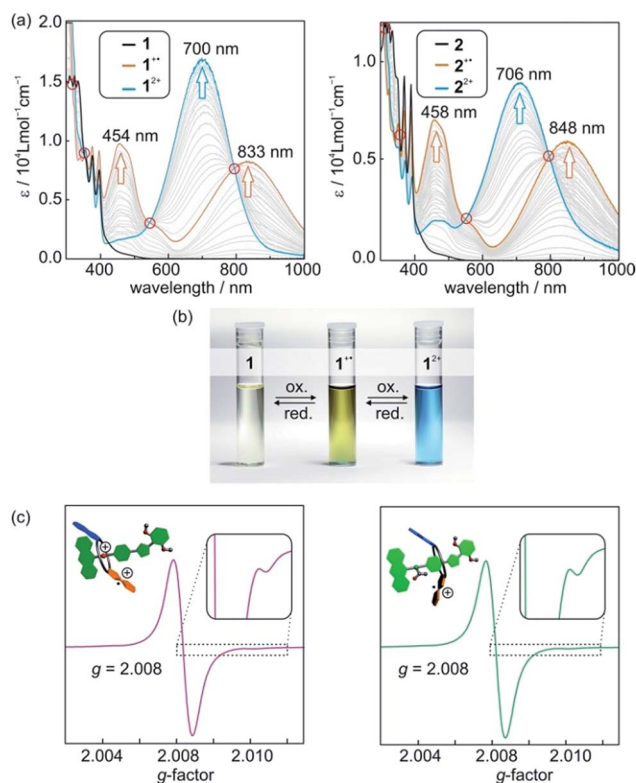 (a)
2.0
1.5
1.0
0.5
0.0
ε / 10⁴Lmol⁻¹cm⁻¹
1
1⁺•
1²⁺
454 nm
700 nm
833 nm
400 600 800 1000
wavelength / nm
1.0
0.5
0.0
ε / 10⁴Lmol⁻¹cm⁻¹
2
2⁺•
2²⁺
458 nm
706 nm
848 nm
400 600 800 1000
wavelength / nm
(b)
1
ox.
red.
1⁺•
ox.
red.
1²⁺
(c)
g = 2.008
2.004 2.008 2.010
g-factor
g = 2.008
2.004 2.008 2.010
g-factor